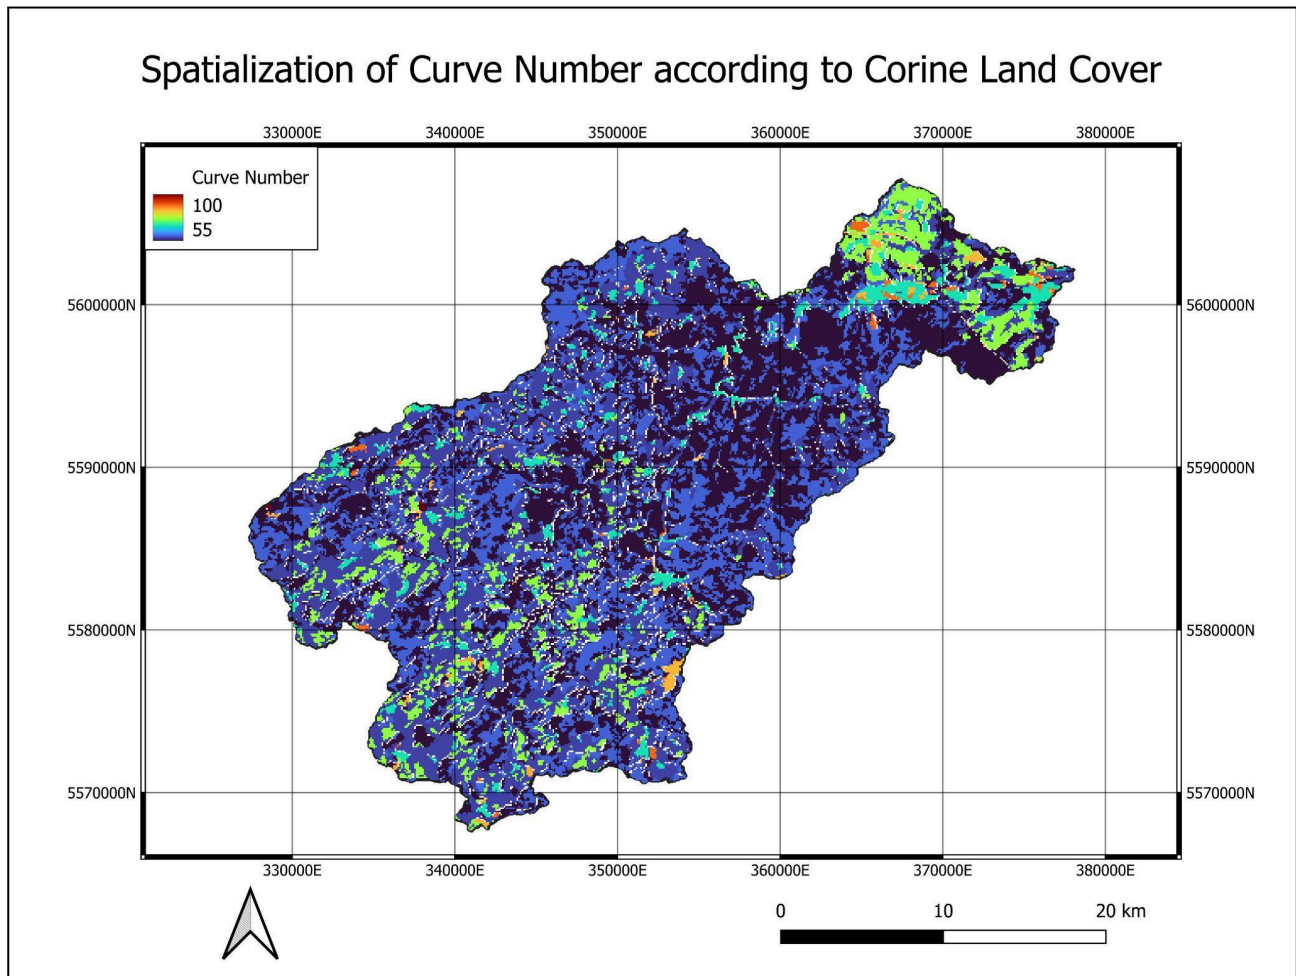 Spatialization of Curve Number according to Corine Land Cover
330000E 340000E 350000E 360000E 370000E 380000E
Curve Number
100
55
5600000N 5600000N
5590000N 5590000N
5580000N 5580000N
5570000N 5570000N
330000E 340000E 350000E 360000E 370000E 380000E
0 10 20 km